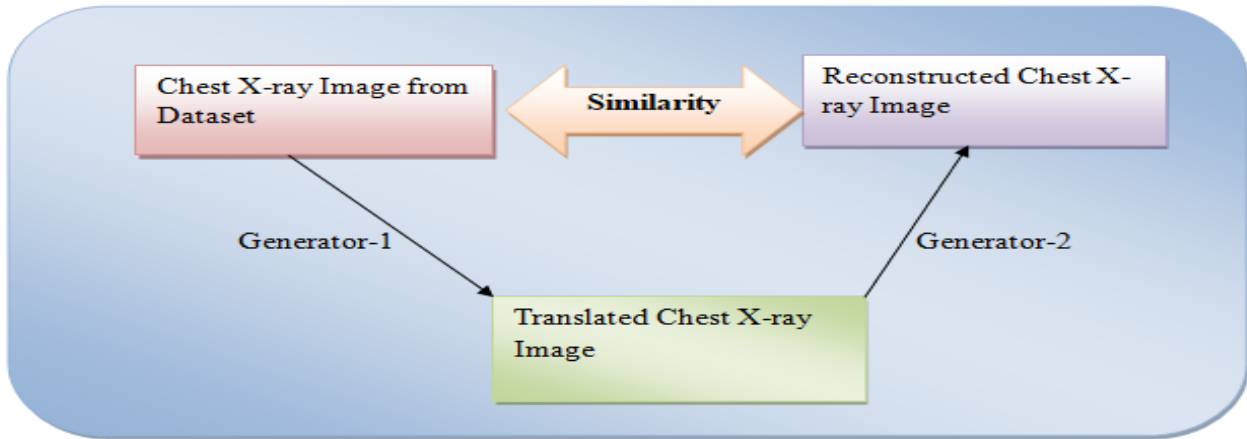 Chest X-ray Image from
Dataset
Similarity
Reconstructed Chest X-
ray Image
Generator-1
Generator-2
Translated Chest X-ray
Image